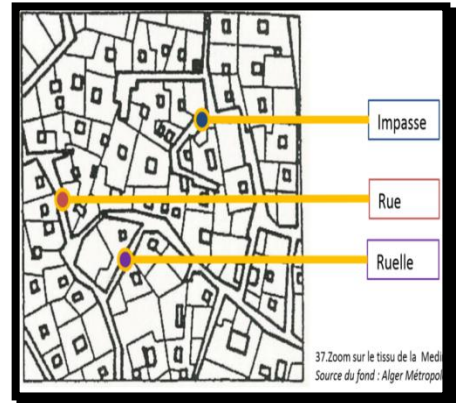 Impasse
Rue
Ruelle
37.Zoom sur le tissu de la Medi
Source du fond : Alger Métropol